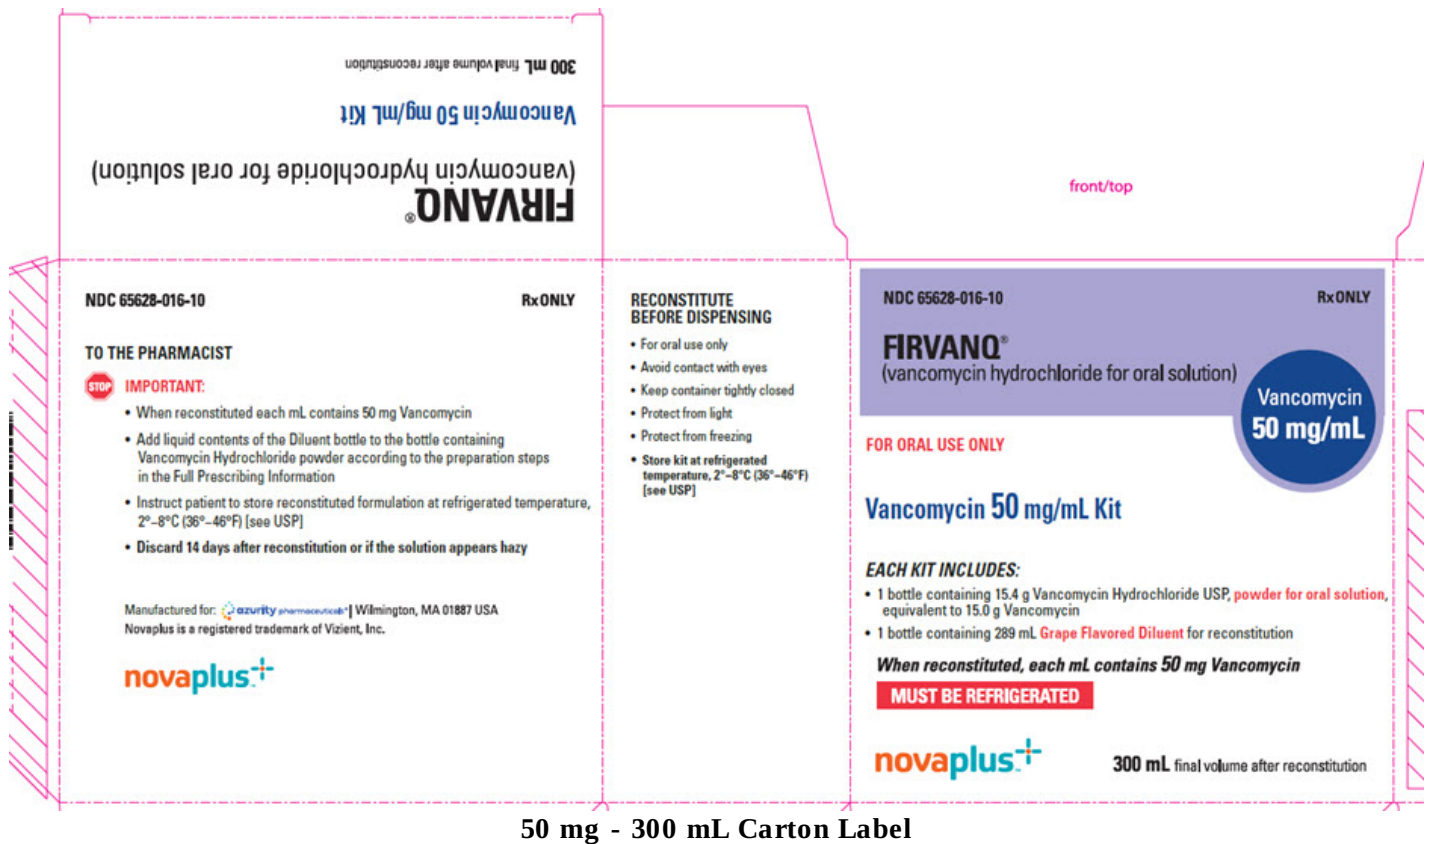 300 mL final volume after reconstitution
Vancomycin 50 mg/mL Kit
(vancomycin hydrochloride for oral solution)
FIRVANQ®
front/top
NDC 65628-016-10
Rx ONLY
TO THE PHARMACIST
STOP
IMPORTANT:
• When reconstituted each mL contains 50 mg Vancomycin
• Add liquid contents of the Diluent bottle to the bottle containing
Vancomycin Hydrochloride powder according to the preparation steps
in the Full Prescribing Information
• Instruct patient to store reconstituted formulation at refrigerated temperature,
2°–8°C (36°–46°F) [see USP]
• Discard 14 days after reconstitution or if the solution appears hazy
Manufactured for: azurity pharmaceuticals® | Wilmington, MA 01887 USA
Novaplus is a registered trademark of Vizient, Inc.
novaplus™
RECONSTITUTE
BEFORE DISPENSING
• For oral use only
• Avoid contact with eyes
• Keep container tightly closed
• Protect from light
• Protect from freezing
• Store kit at refrigerated
temperature, 2°–8°C (36°–46°F)
[see USP]
NDC 65628-016-10
Rx ONLY
FIRVANQ®
(vancomycin hydrochloride for oral solution)
Vancomycin
50 mg/mL
FOR ORAL USE ONLY
Vancomycin 50 mg/mL Kit
EACH KIT INCLUDES:
• 1 bottle containing 15.4 g Vancomycin Hydrochloride USP, powder for oral solution,
equivalent to 15.0 g Vancomycin
• 1 bottle containing 289 mL Grape Flavored Diluent for reconstitution
When reconstituted, each mL contains 50 mg Vancomycin
MUST BE REFRIGERATED
novaplus™
300 mL final volume after reconstitution
50 mg - 300 mL Carton Label